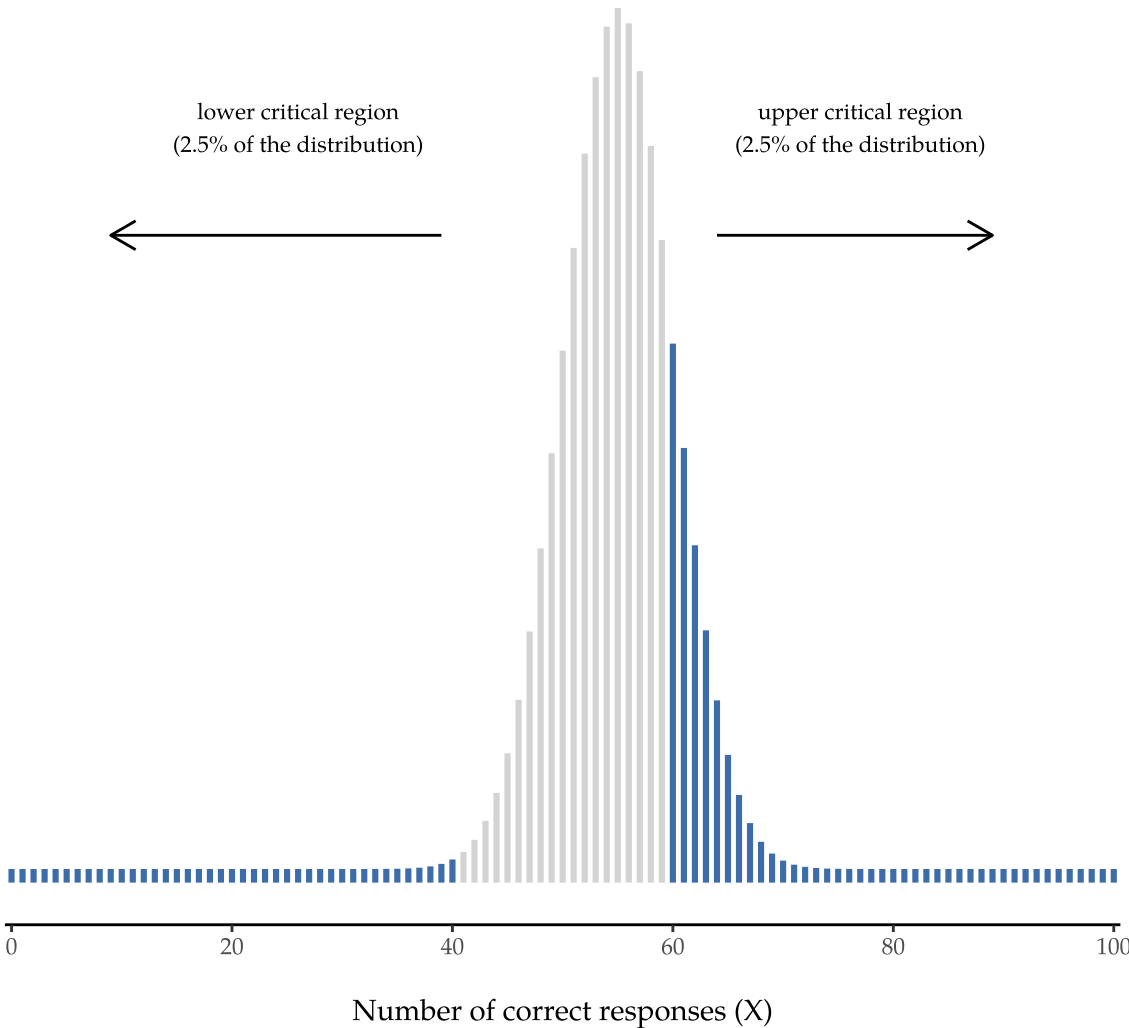 lower critical region
(2.5% of the distribution)
upper critical region
(2.5% of the distribution)
0 20 40 60 80 100
Number of correct responses (X)